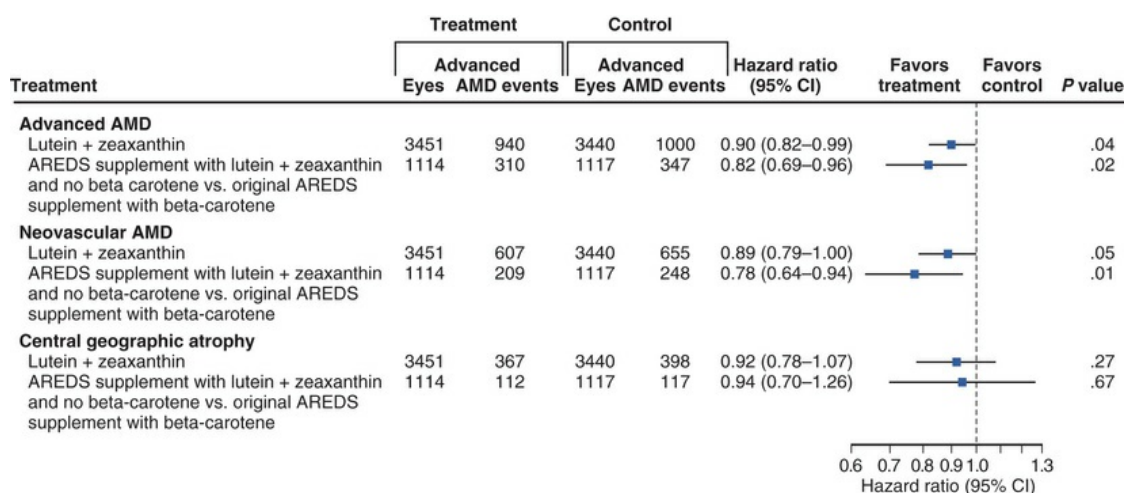 Treatment Control
Advanced Advanced Hazard ratio Favors Favors
Treatment Eyes AMD events Eyes AMD events (95% CI) treatment control P value
Advanced AMD
Lutein + zeaxanthin 3451 940 3440 1000 0.90 (0.82–0.99) .04
AREDS supplement with lutein + zeaxanthin 1114 310 1117 347 0.82 (0.69–0.96) .02
and no beta carotene vs. original AREDS
supplement with beta-carotene
Neovascular AMD
Lutein + zeaxanthin 3451 607 3440 655 0.89 (0.79–1.00) .05
AREDS supplement with lutein + zeaxanthin 1114 209 1117 248 0.78 (0.64–0.94) .01
and no beta-carotene vs. original AREDS
supplement with beta-carotene
Central geographic atrophy
Lutein + zeaxanthin 3451 367 3440 398 0.92 (0.78–1.07) .27
AREDS supplement with lutein + zeaxanthin 1114 112 1117 117 0.94 (0.70–1.26) .67
and no beta-carotene vs. original AREDS
supplement with beta-carotene
0.6 0.7 0.8 0.9 1.0 1.3
Hazard ratio (95% CI)